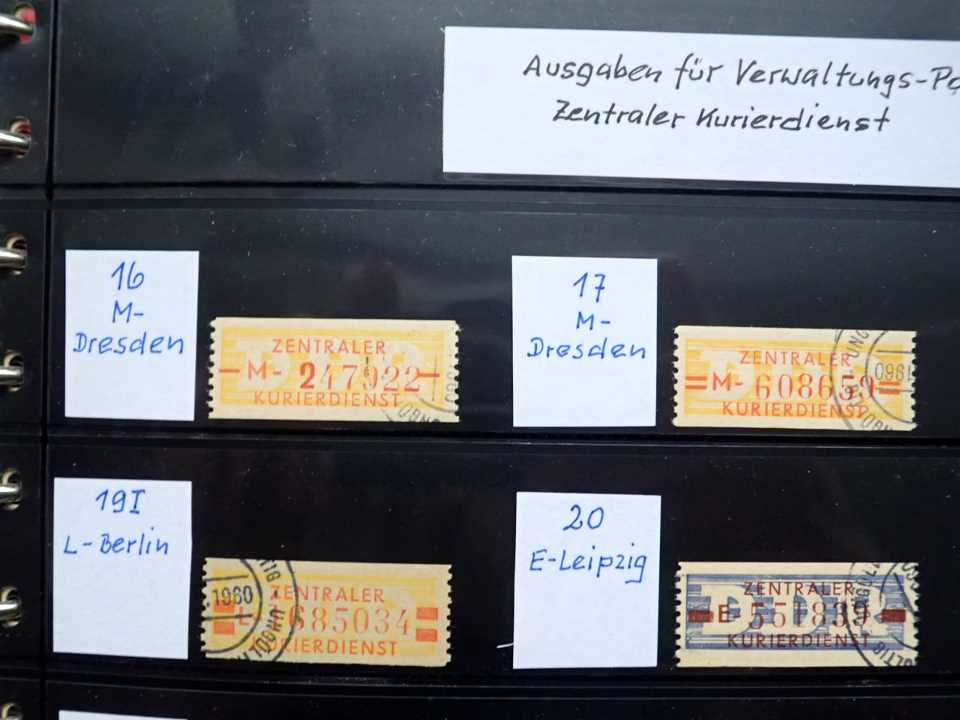 Ausgaben für Verwaltungs-Po
Zentraler Kurierdienst
16
M-
Dresden
ZENTRALER
M- 247922
KURIERDIENST
17
M-
Dresden
ZENTRALER
M- 608659
KURIERDIENST
1960
19I
L-Berlin
ZENTRALER
L 685034
KURIERDIENST
.1960
20
E-Leipzig
ZENTRALER
E- 551839
KURIERDIENST